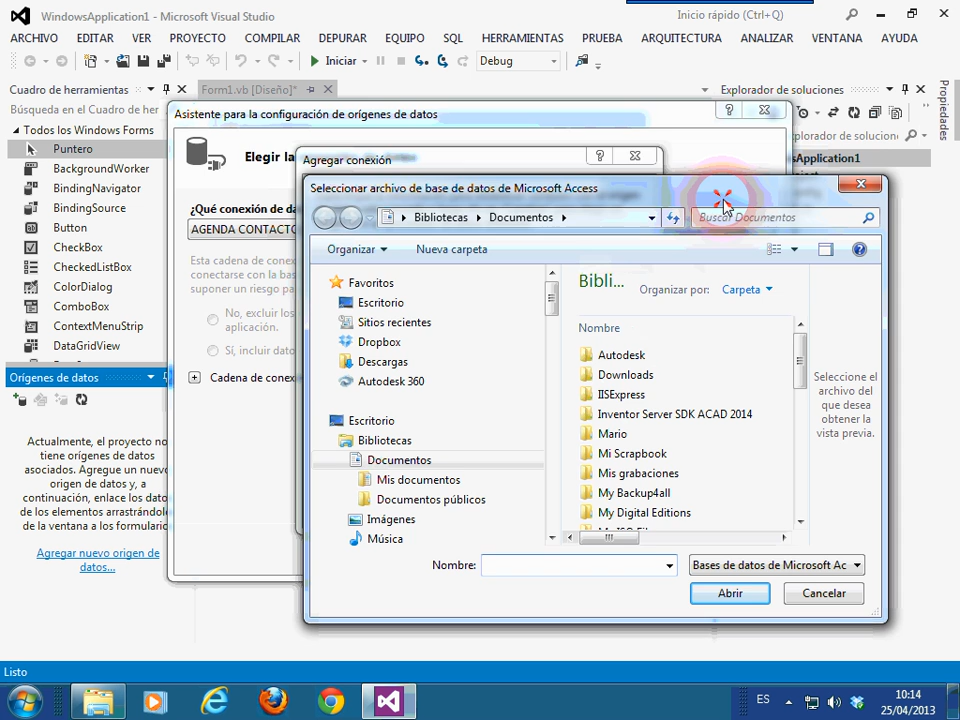 WindowsApplication1 - Microsoft Visual Studio
Inicio rápido (Ctrl+Q)
ARCHIVO EDITAR VER PROYECTO COMPILAR DEPURAR EQUIPO SQL HERRAMIENTAS PRUEBA ARQUITECTURA ANALIZAR VENTANA AYUDA
Iniciar Debug
Cuadro de herramientas
Form1.vb [Diseño]*
Explorador de soluciones
Propiedades
Búsqueda en el Cuadro de her
Todos los Windows Forms
Puntero
BackgroundWorker
BindingNavigator
BindingSource
Button
CheckBox
CheckedListBox
ColorDialog
ComboBox
ContextMenuStrip
DataGridView
Orígenes de datos
Actualmente, el proyecto no
tiene orígenes de datos
asociados. Agregue un nuevo
origen de datos y, a
continuación, enlace los datos
de los elementos arrastrándolos
de la ventana a los formularios
Agregar nuevo origen de
datos...
Asistente para la configuración de orígenes de datos
Elegir la
¿Qué conexión de da
AGENDA CONTACTO
Esta cadena de conex
conectarse con la base
suponer un riesgo pa
No, excluir los
aplicación.
Sí, incluir dato
Cadena de conex
Agregar conexión
Seleccionar archivo de base de datos de Microsoft Access
Bibliotecas Documentos
Buscar Documentos
Organizar Nueva carpeta
Favoritos
Escritorio
Sitios recientes
Dropbox
Descargas
Autodesk 360
Escritorio
Bibliotecas
Documentos
Mis documentos
Documentos públicos
Imágenes
Música
Bibli...
Organizar por: Carpeta
Nombre
Autodesk
Downloads
IISExpress
Inventor Server SDK ACAD 2014
Mario
Mi Scrapbook
Mis grabaciones
My Backup4all
My Digital Editions
Seleccione el
archivo del
que desea
obtener la
vista previa.
Nombre:
Bases de datos de Microsoft Ac
Abrir Cancelar
plorador de solucione
sApplication1
Listo
ES
10:14
25/04/2013